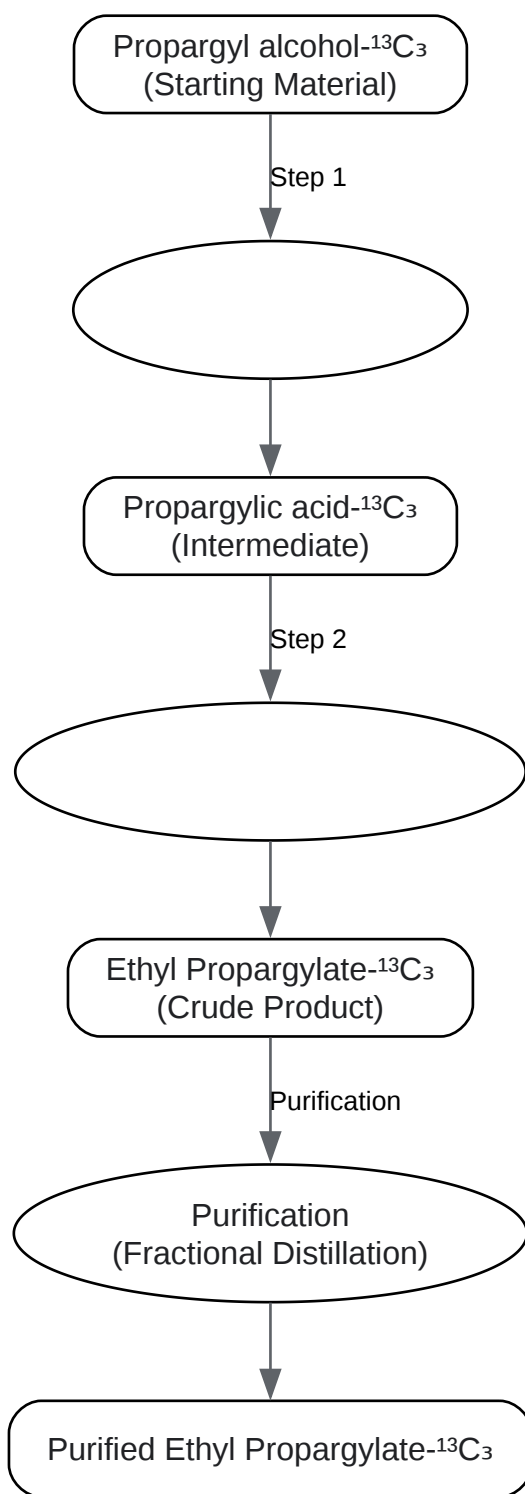 Propargyl alcohol-¹³C₃
(Starting Material)
Step 1
Propargylic acid-¹³C₃
(Intermediate)
Step 2
Ethyl Propargylate-¹³C₃
(Crude Product)
Purification
Purification
(Fractional Distillation)
Purified Ethyl Propargylate-¹³C₃